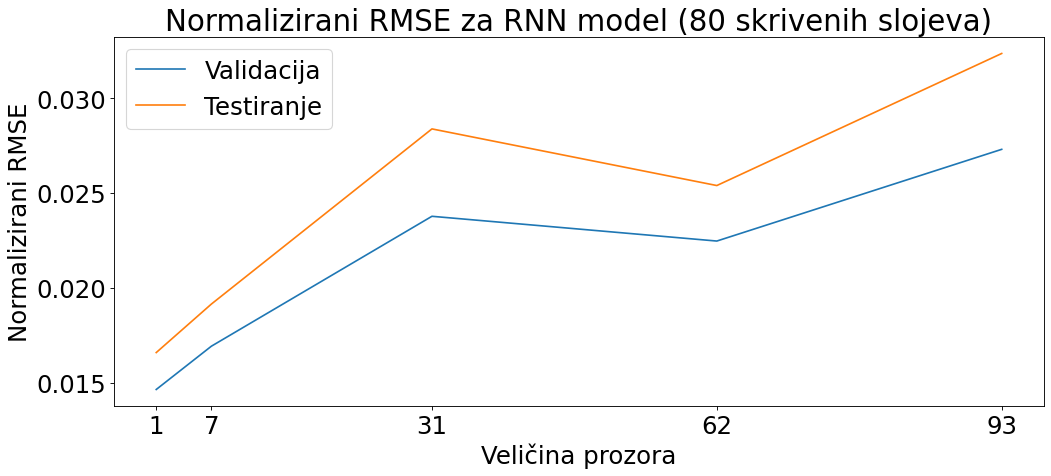 Normalizirani RMSE za RNN model (80 skrivenih slojeva)
Validacija
Testiranje
Normalizirani RMSE
0.030
0.025
0.020
0.015
1 7 31 62 93
Veličina prozora